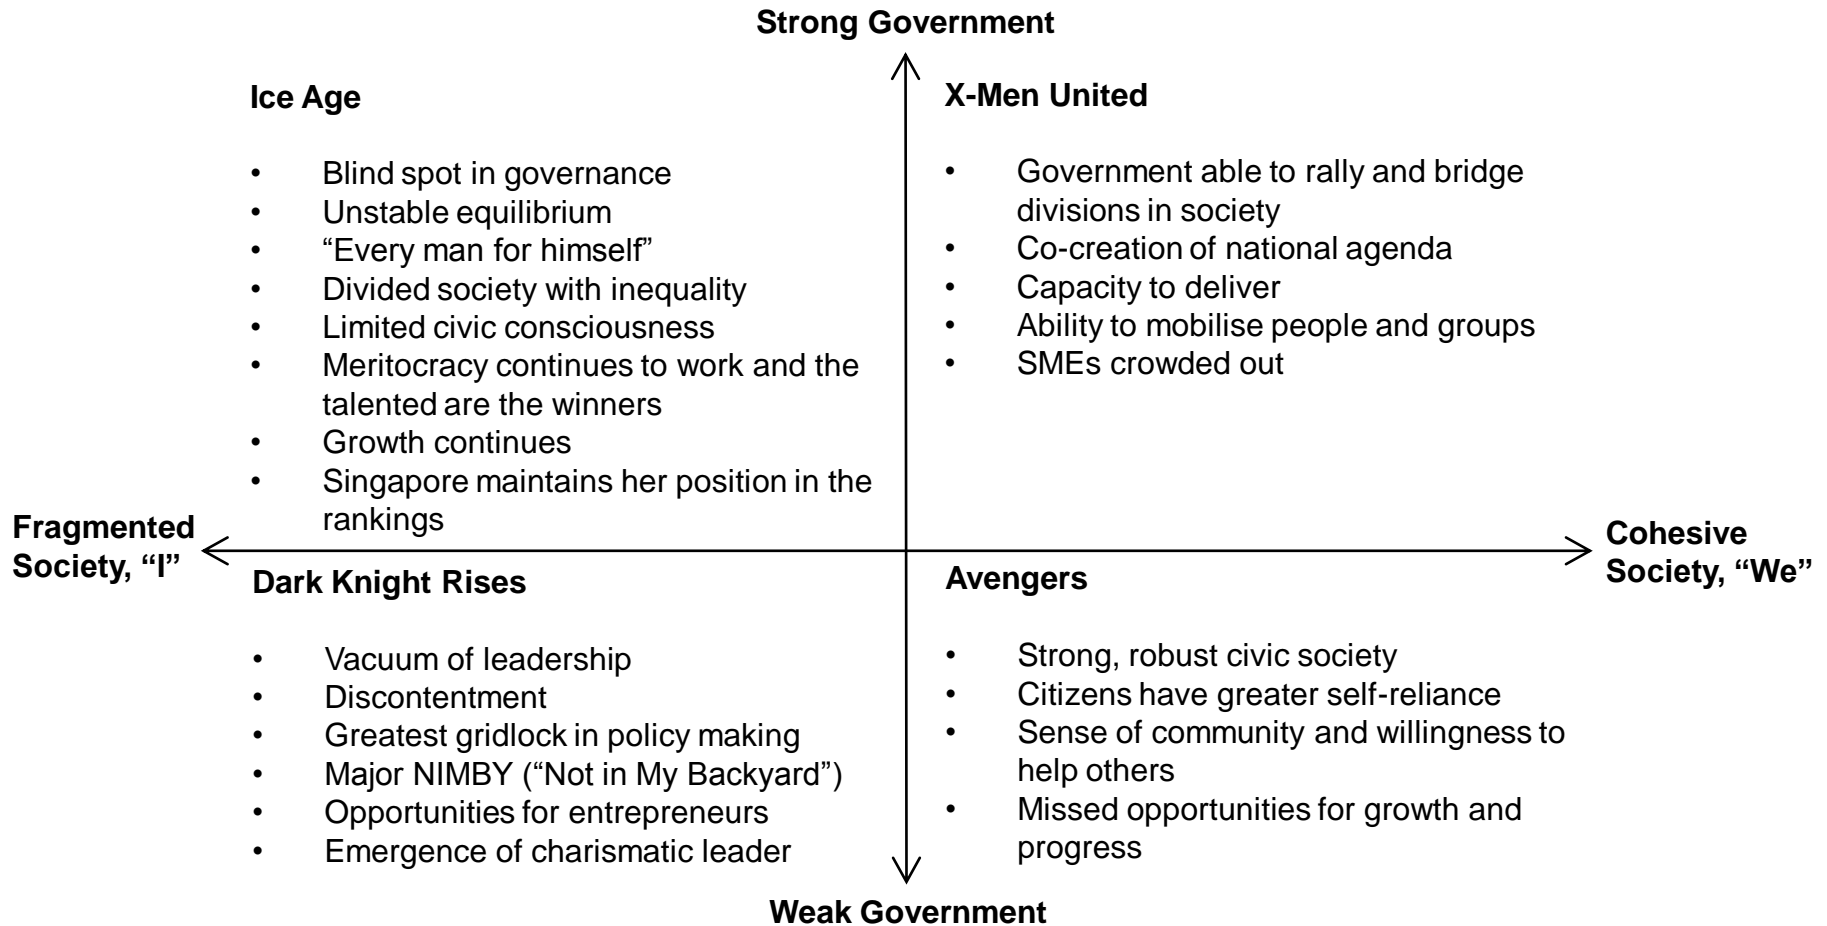 Strong Government
Ice Age
• Blind spot in governance
• Unstable equilibrium
• “Every man for himself”
• Divided society with inequality
• Limited civic consciousness
• Meritocracy continues to work and the
talented are the winners
• Growth continues
• Singapore maintains her position in the
rankings
X-Men United
• Government able to rally and bridge
divisions in society
• Co-creation of national agenda
• Capacity to deliver
• Ability to mobilise people and groups
• SMEs crowded out
Fragmented
Society, “I”
Cohesive
Society, “We”
Dark Knight Rises
• Vacuum of leadership
• Discontentment
• Greatest gridlock in policy making
• Major NIMBY (“Not in My Backyard”)
• Opportunities for entrepreneurs
• Emergence of charismatic leader
Avengers
• Strong, robust civic society
• Citizens have greater self-reliance
• Sense of community and willingness to
help others
• Missed opportunities for growth and
progress
Weak Government